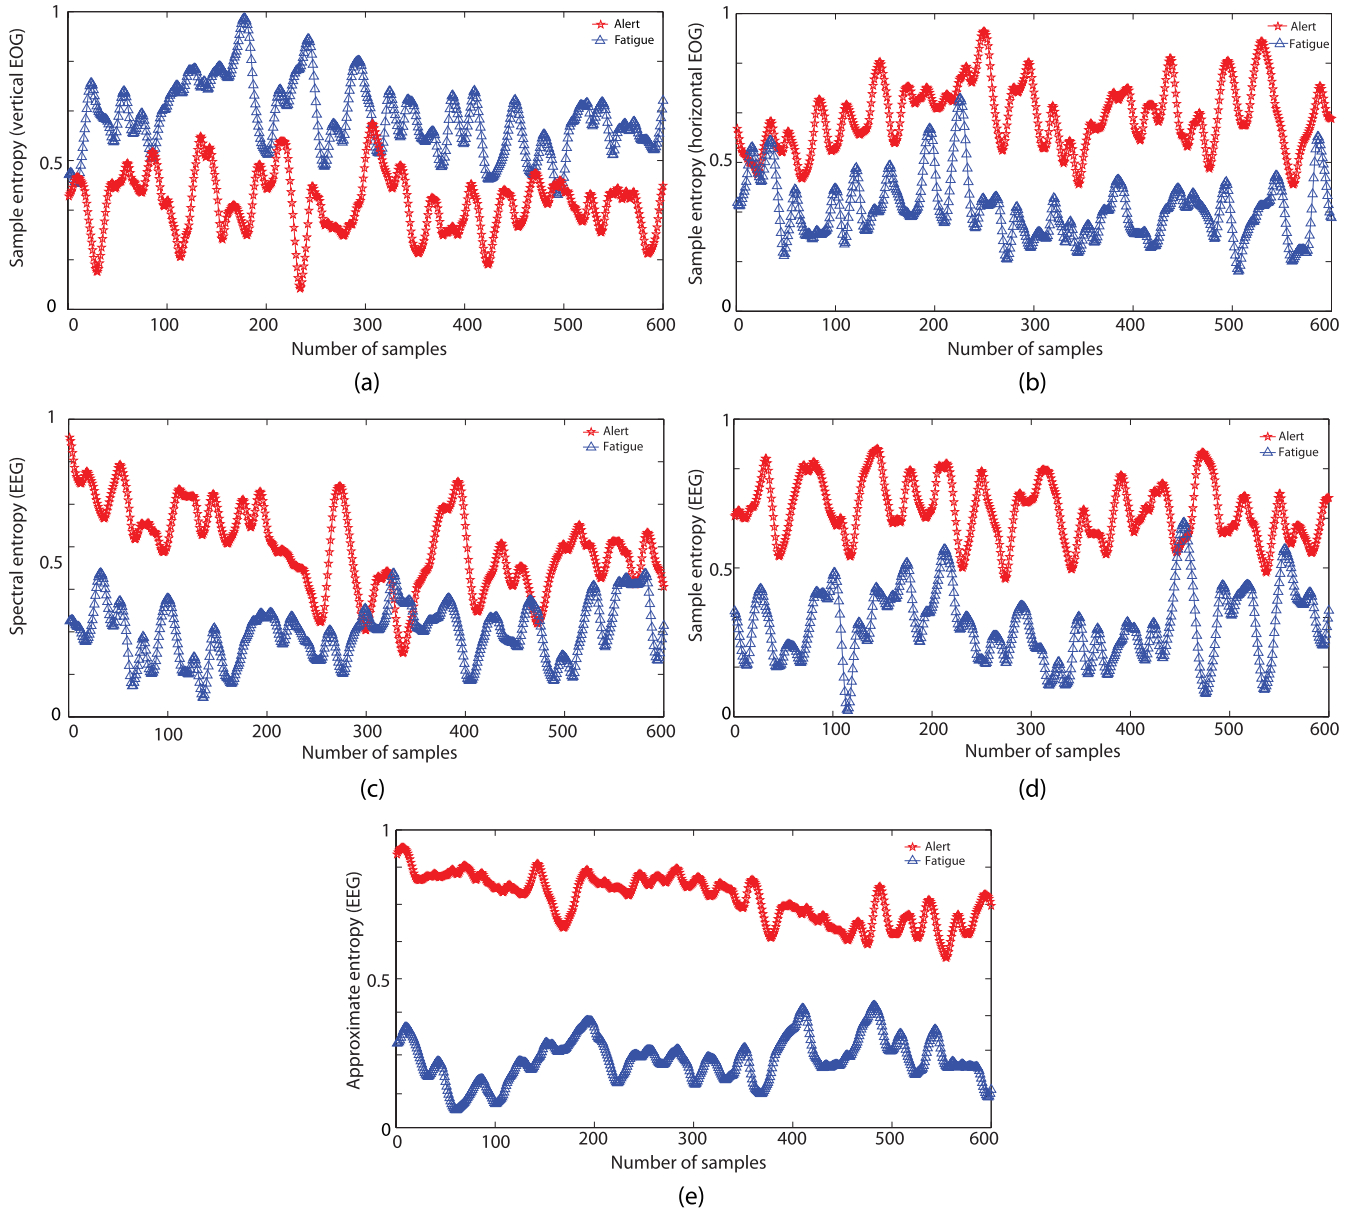 1
Alert
Fatigue
Sample entropy (vertical EOG)
0.5
0
0 100 200 300 400 500 600
Number of samples
(a)
1
Alert
Fatigue
Sample entropy (horizontal EOG)
0.5
0
0 100 200 300 400 500 600
Number of samples
(b)
1
Alert
Fatigue
Spectral entropy (EEG)
0.5
0
0 100 200 300 400 500 600
Number of samples
(c)
1
Alert
Fatigue
Sample entropy (EEG)
0.5
0
0 100 200 300 400 500 600
Number of samples
(d)
1
Alert
Fatigue
Approximate entropy (EEG)
0.5
0
0 100 200 300 400 500 600
Number of samples
(e)